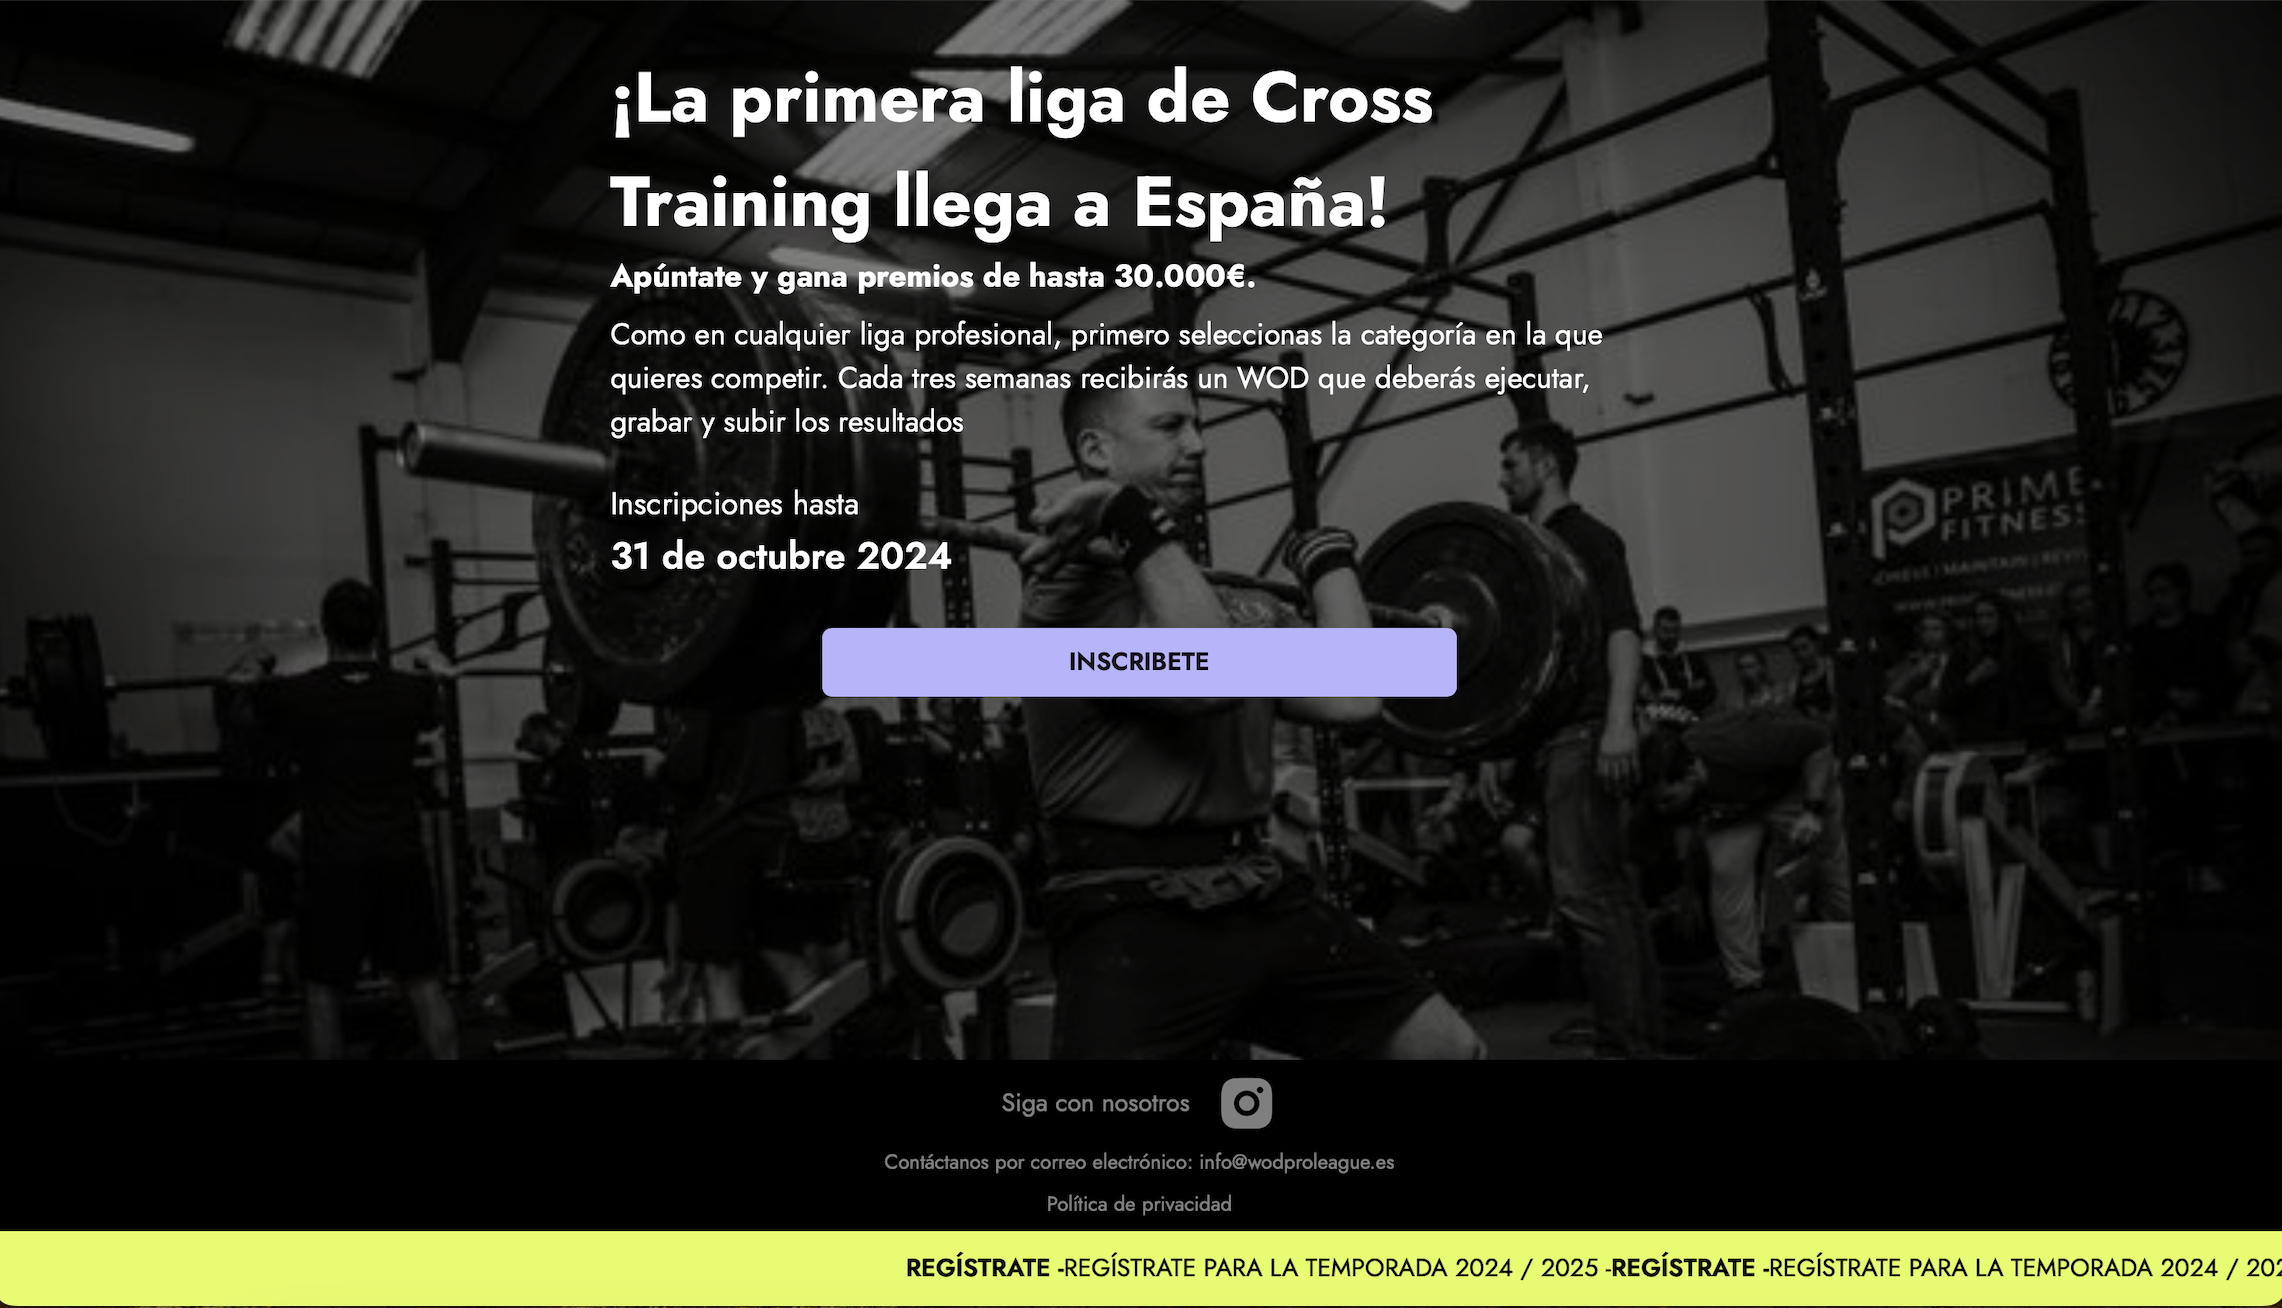 ¡La primera liga de Cross
Training llega a España!
Apúntate y gana premios de hasta 30.000€.
Como en cualquier liga profesional, primero seleccionas la categoría en la que
quieres competir. Cada tres semanas recibirás un WOD que deberás ejecutar,
grabar y subir los resultados
Inscripciones hasta
31 de octubre 2024
INSCRIBETE
PRIME
FITNESS
Siga con nosotros
Contáctanos por correo electrónico: info@wodproleague.es
Política de privacidad
REGÍSTRATE -REGÍSTRATE PARA LA TEMPORADA 2024 / 2025 -REGÍSTRATE -REGÍSTRATE PARA LA TEMPORADA 2024 / 202